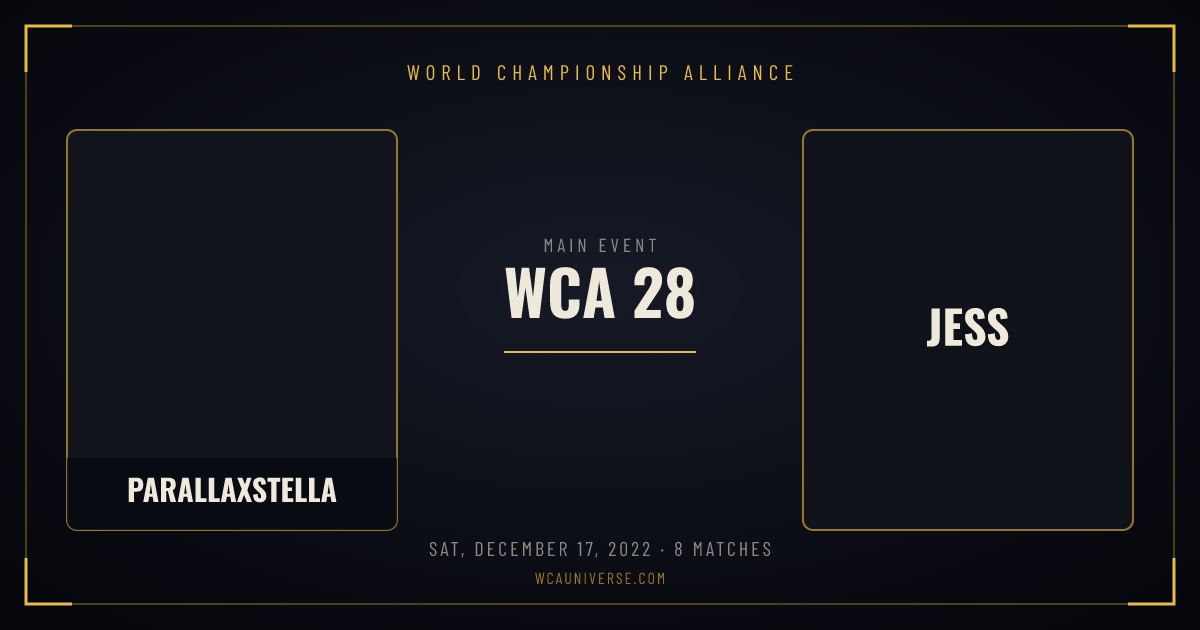 WORLD CHAMPIONSHIP ALLIANCE
MAIN EVENT
WCA 28
JESS
PARALLAXSTELLA
SAT, DECEMBER 17, 2022 · 8 MATCHES
WCAUNIVERSE.COM